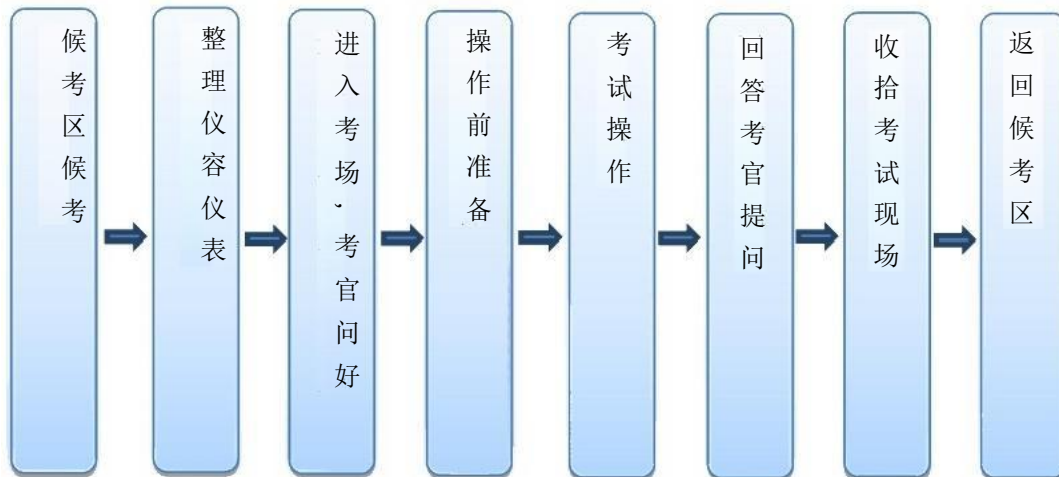 候考区候考
整理仪容仪表
进入考场，考官问好
操作前准备
考试操作
回答考官提问
收拾考试现场
返回候考区